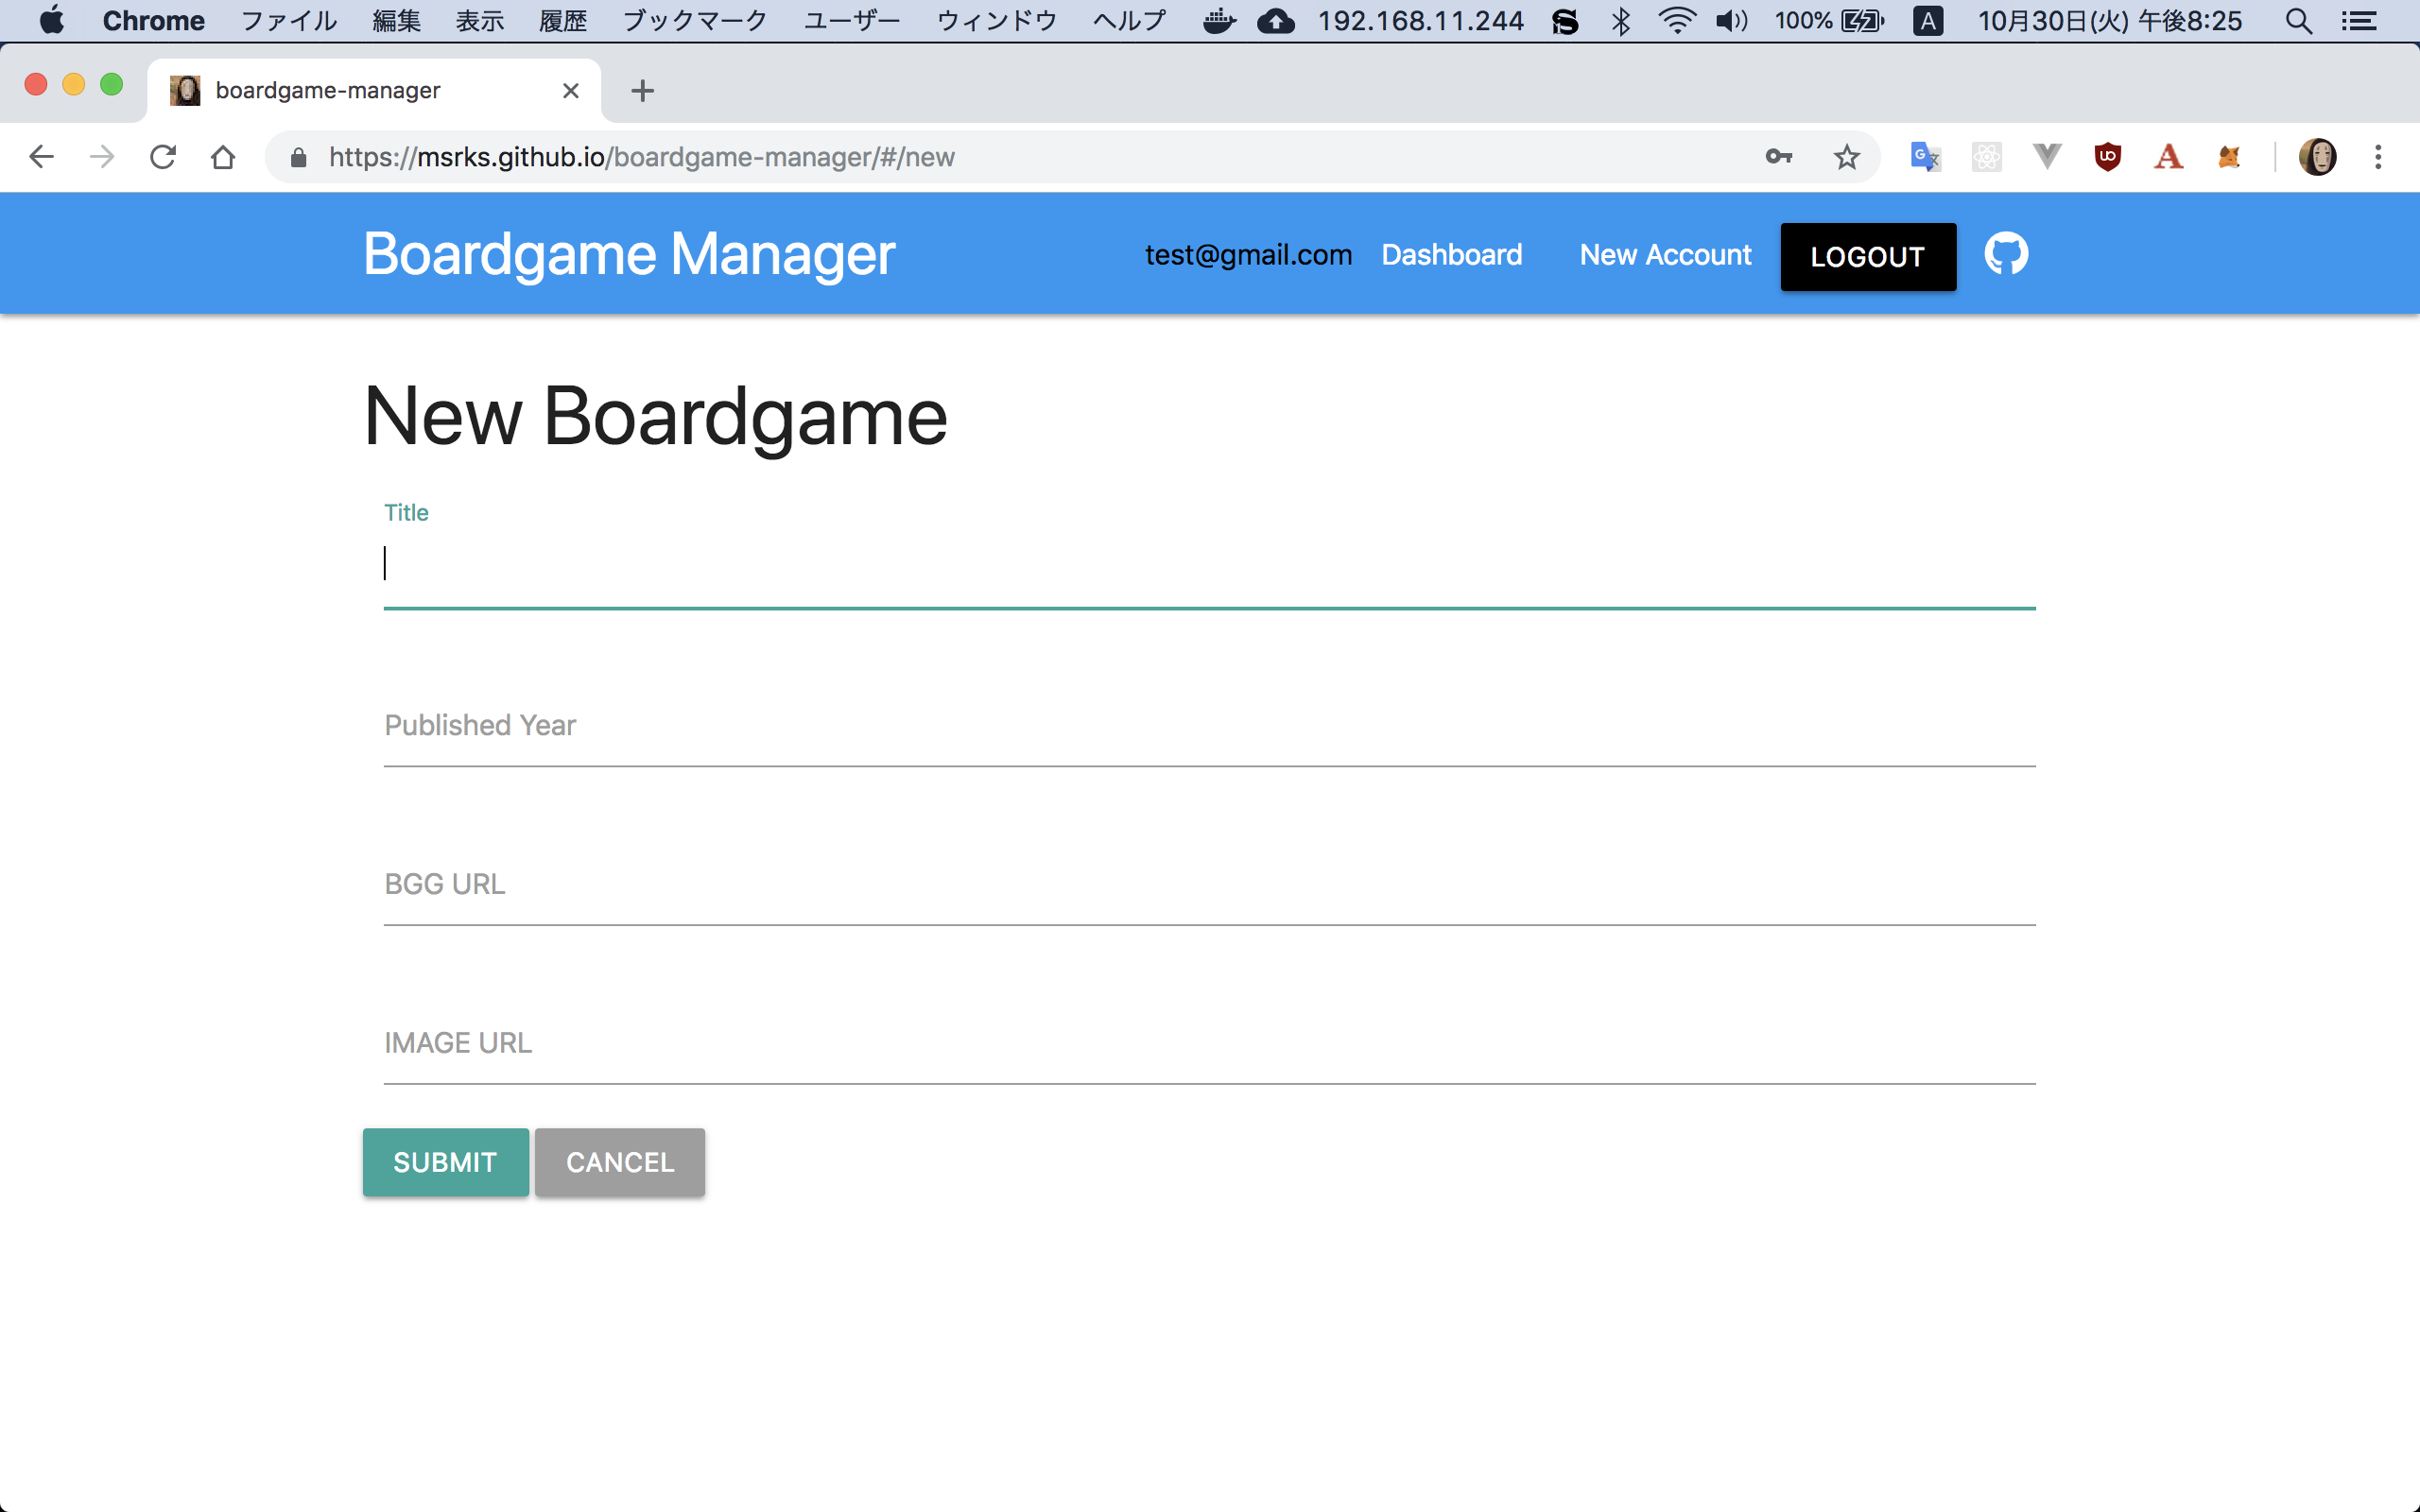 Chrome ファイル 編集 表示 履歴 ブックマーク ユーザー ウィンドウ ヘルプ 192.168.11.244 100% A 10月30日(火) 午後8:25
boardgame-manager
https://msrks.github.io/boardgame-manager/#/new
Boardgame Manager test@gmail.com Dashboard New Account LOGOUT
New Boardgame
Title
Published Year
BGG URL
IMAGE URL
SUBMIT CANCEL